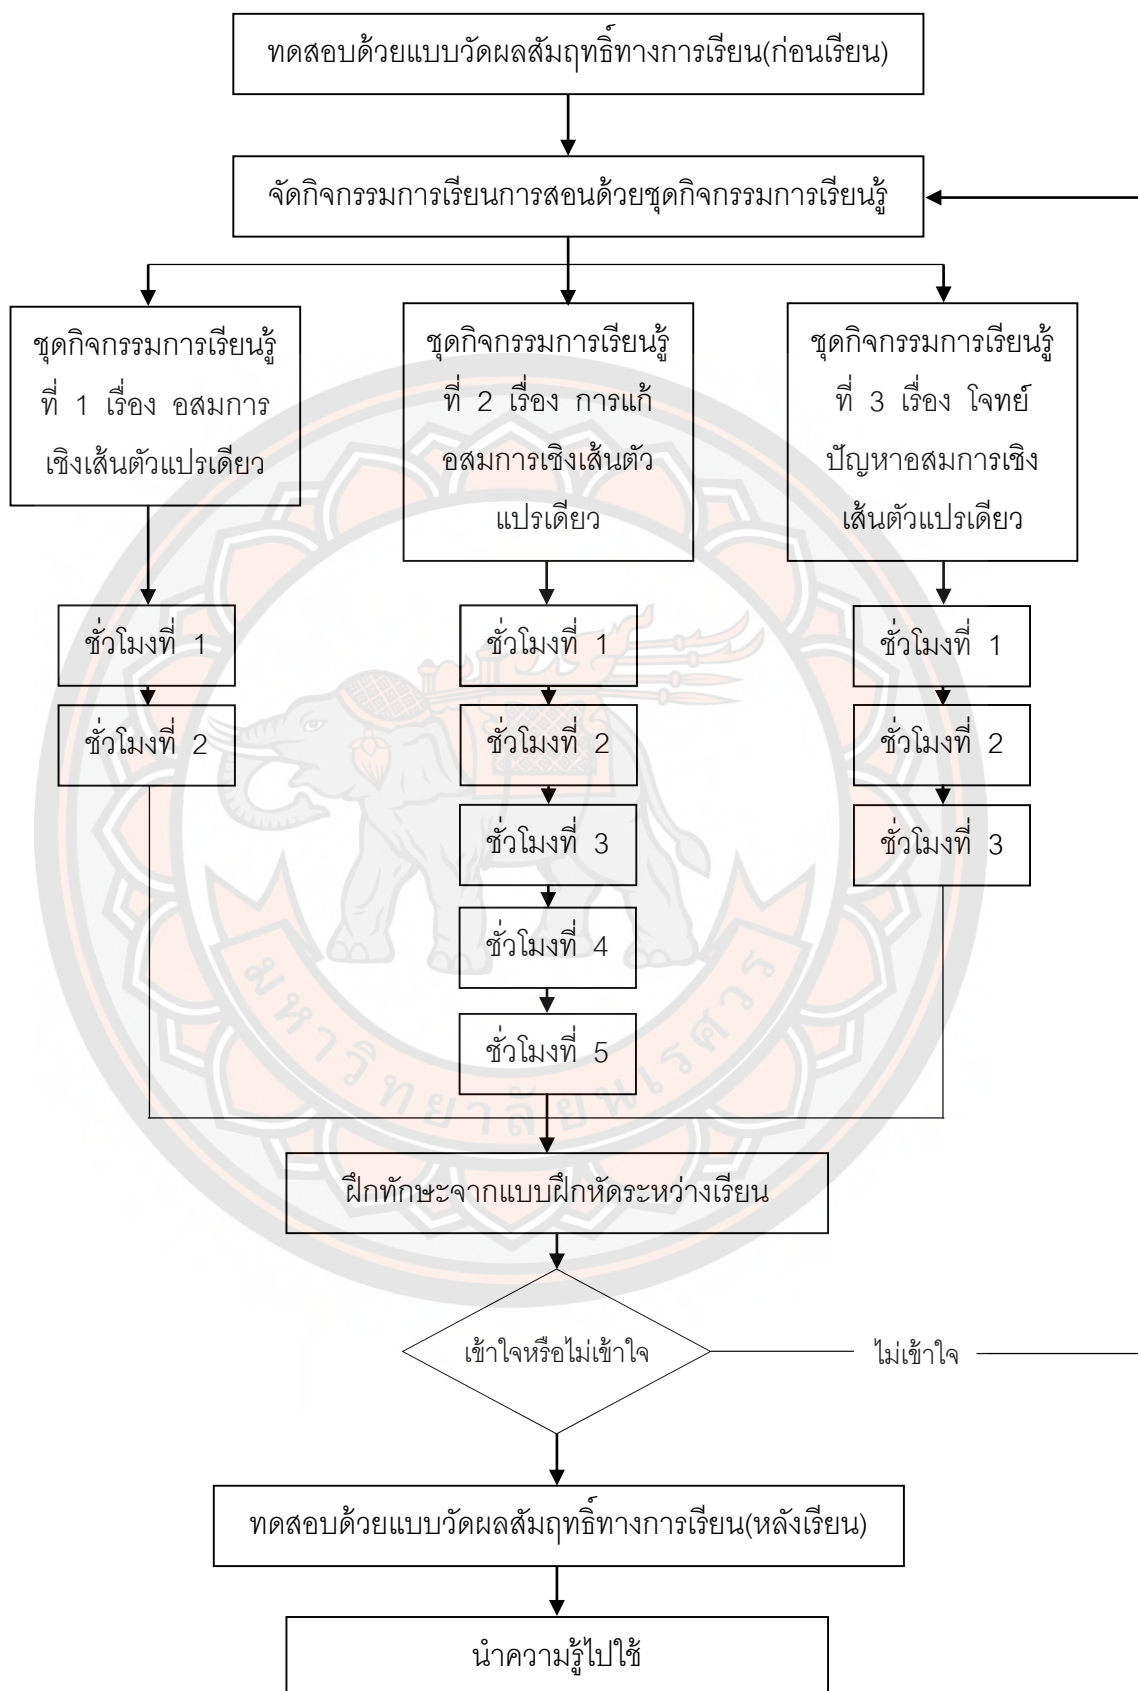 ทดสอบด้วยแบบวัดผลสัมฤทธิ์ทางการเรียน(ก่อนเรียน)
จัดกิจกรรมการเรียนการสอนด้วยชุดกิจกรรมการเรียนรู้
ชุดกิจกรรมการเรียนรู้
ที่ 1 เรื่อง อสมการ
เชิงเส้นตัวแปรเดียว
ชุดกิจกรรมการเรียนรู้
ที่ 2 เรื่อง การแก้
อสมการเชิงเส้นตัว
แปรเดียว
ชุดกิจกรรมการเรียนรู้
ที่ 3 เรื่อง โจทย์
ปัญหาอสมการเชิง
เส้นตัวแปรเดียว
ชั่วโมงที่ 1
ชั่วโมงที่ 2
ชั่วโมงที่ 1
ชั่วโมงที่ 2
ชั่วโมงที่ 3
ชั่วโมงที่ 4
ชั่วโมงที่ 5
ชั่วโมงที่ 1
ชั่วโมงที่ 2
ชั่วโมงที่ 3
มหาวิทยาลัยนเรศวร
ฝึกทักษะจากแบบฝึกหัดระหว่างเรียน
เข้าใจหรือไม่เข้าใจ
ไม่เข้าใจ
ทดสอบด้วยแบบวัดผลสัมฤทธิ์ทางการเรียน(หลังเรียน)
นำความรู้ไปใช้